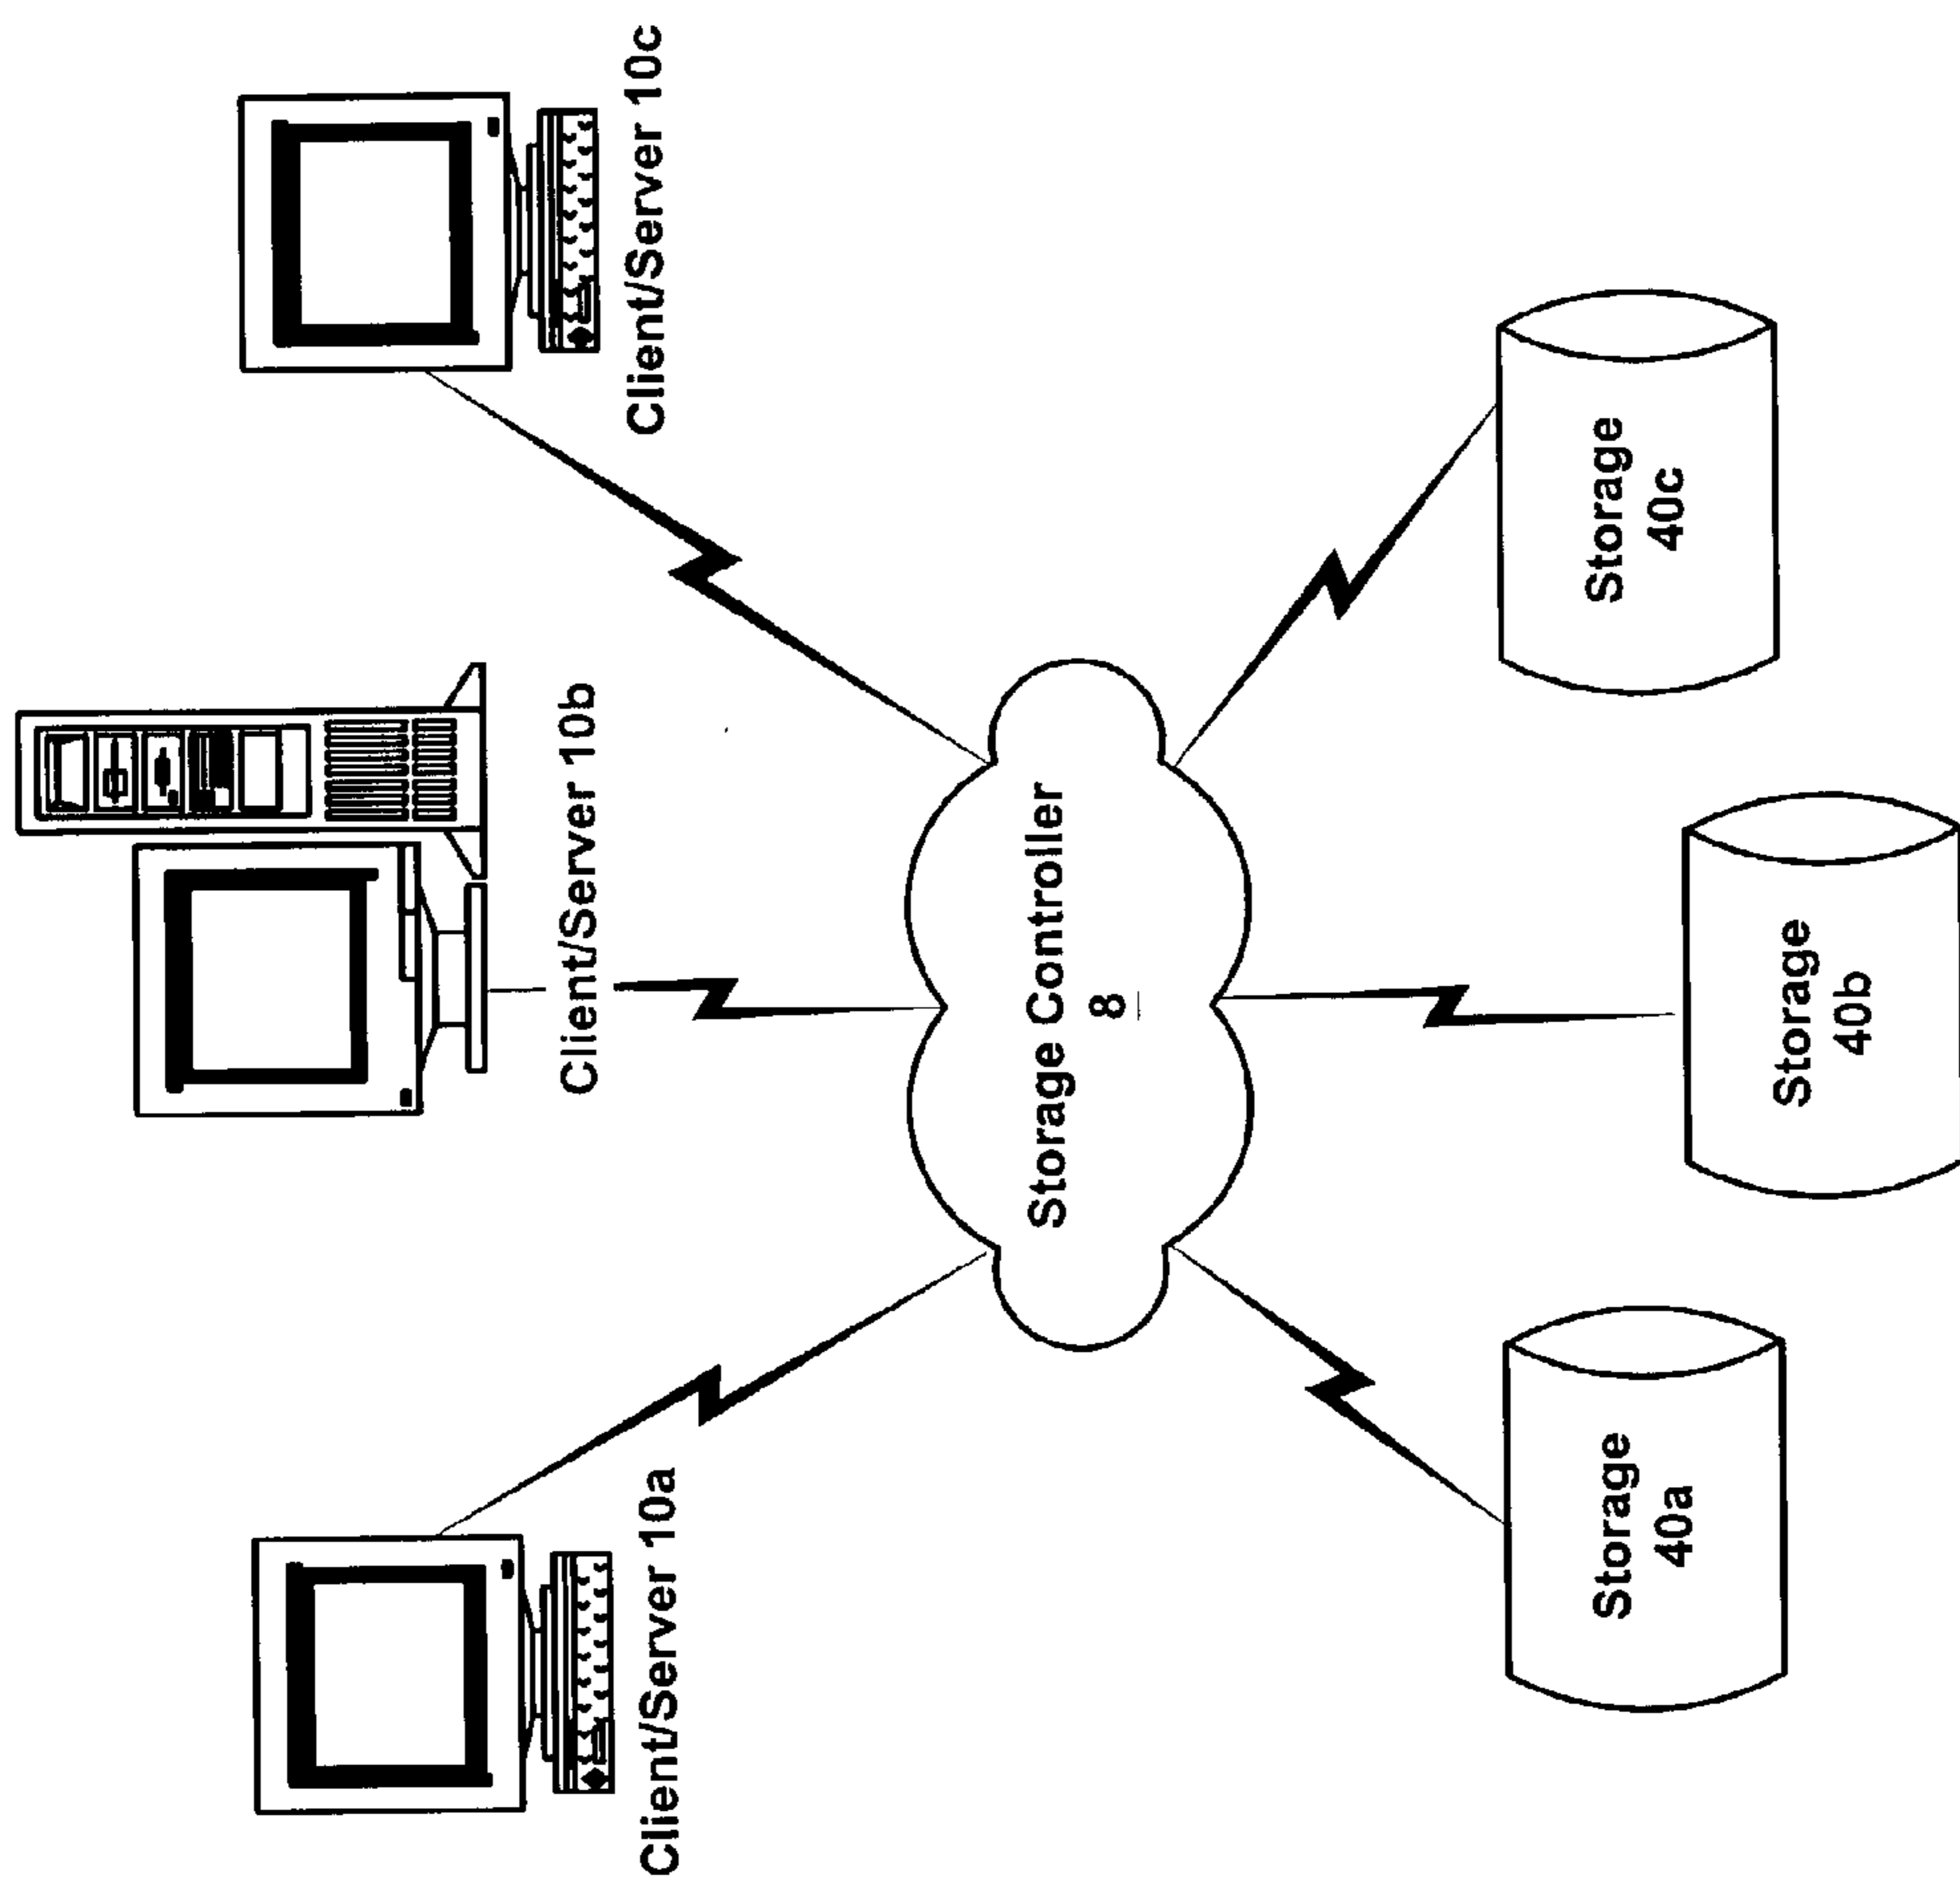 Client/Server 10a
Client/Server 10b
Client/Server 10c
Storage Controller
8
Storage
40a
Storage
40b
Storage
40c